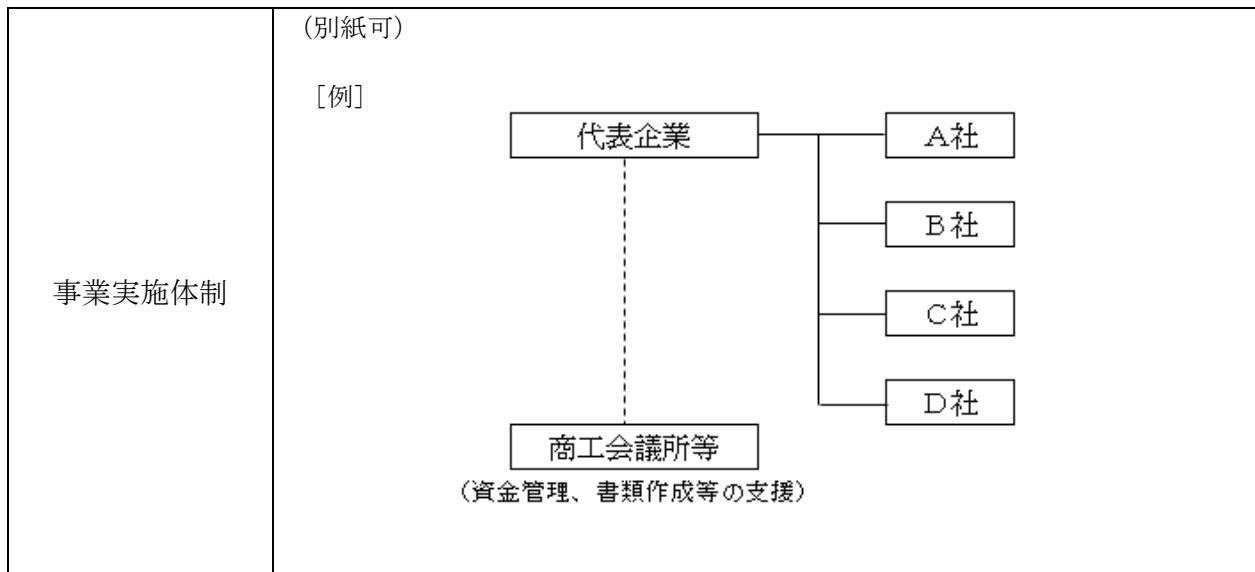 事業実施体制
（別紙可）
［例］
代表企業
Ａ社
Ｂ社
Ｃ社
Ｄ社
商工会議所等
（資金管理、書類作成等の支援）